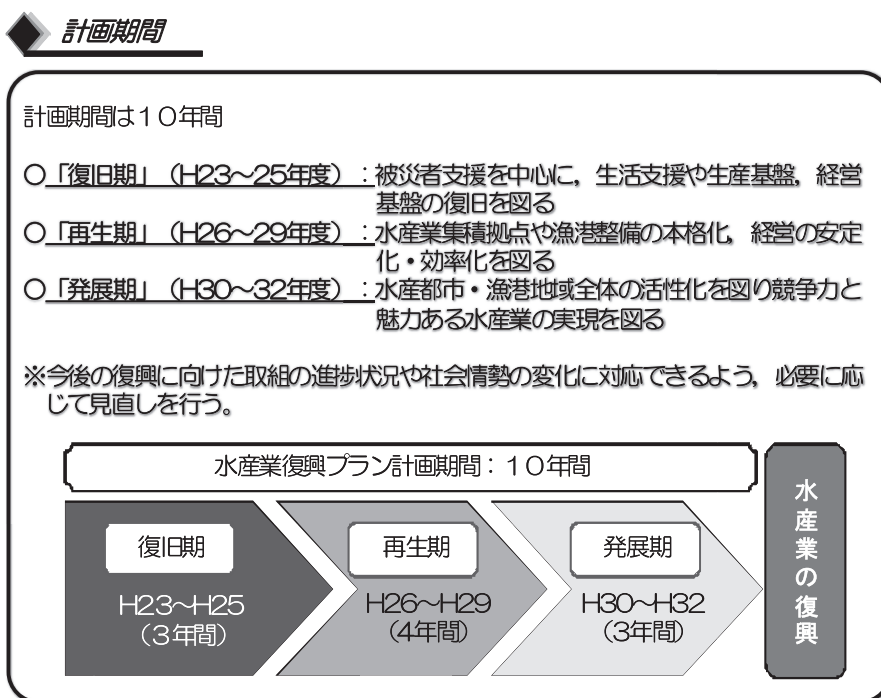 計画期間
計画期間は１０年間
○「復旧期」（H23～25年度）：被災者支援を中心に，生活支援や生産基盤，経営
基盤の復旧を図る
○「再生期」（H26～29年度）：水産業集積拠点や漁港整備の本格化，経営の安定
化・効率化を図る
○「発展期」（H30～32年度）：水産都市・漁港地域全体の活性化を図り競争力と
魅力ある水産業の実現を図る
※今後の復興に向けた取組の進捗状況や社会情勢の変化に対応できるよう，必要に応
じて見直しを行う。
水産業復興プラン計画期間：１０年間
復旧期
H23～H25
（３年間）
再生期
H26～H29
（4年間）
発展期
H30～H32
（3年間）
水産業の復興